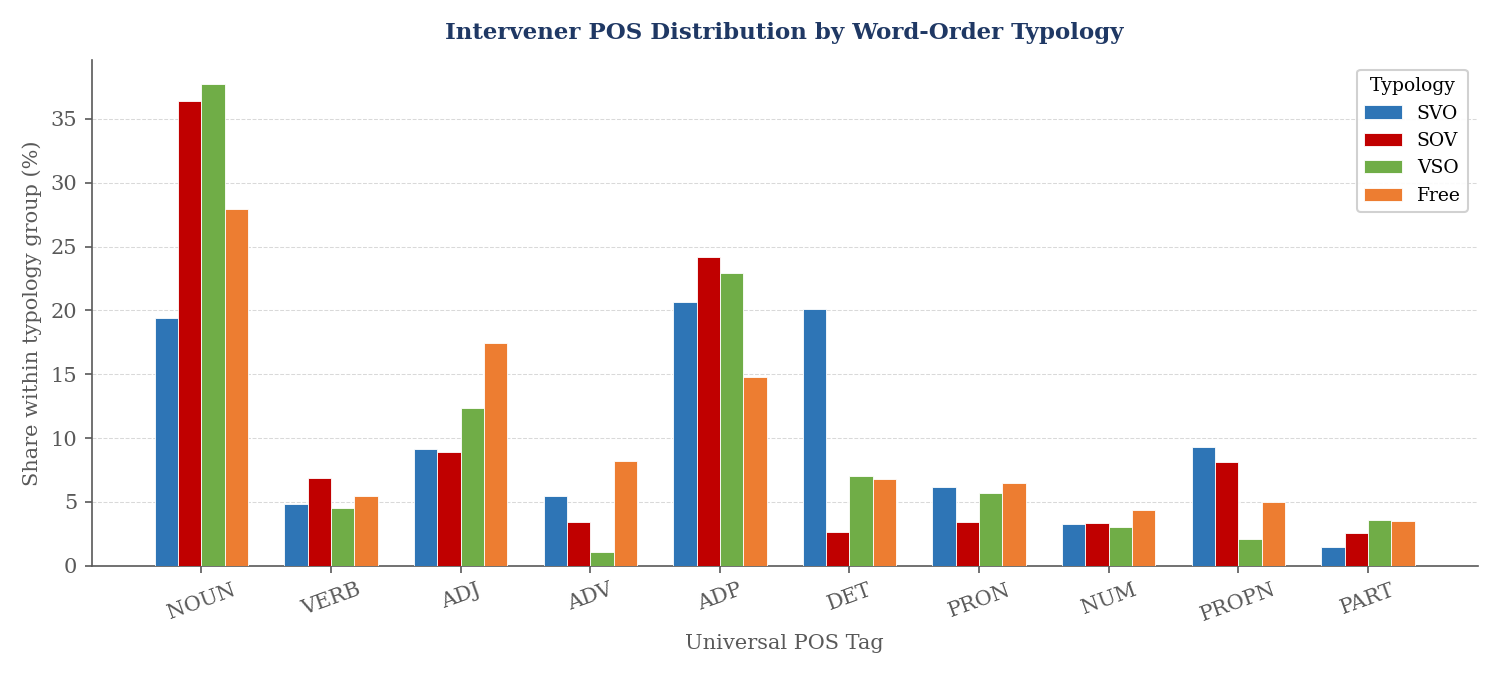 Intervener POS Distribution by Word-Order Typology
Share within typology group (%)
35
30
25
20
15
10
5
0
Typology
SVO
SOV
VSO
Free
NOUN
VERB
ADJ
ADV
ADP
DET
PRON
NUM
PROPN
PART
Universal POS Tag